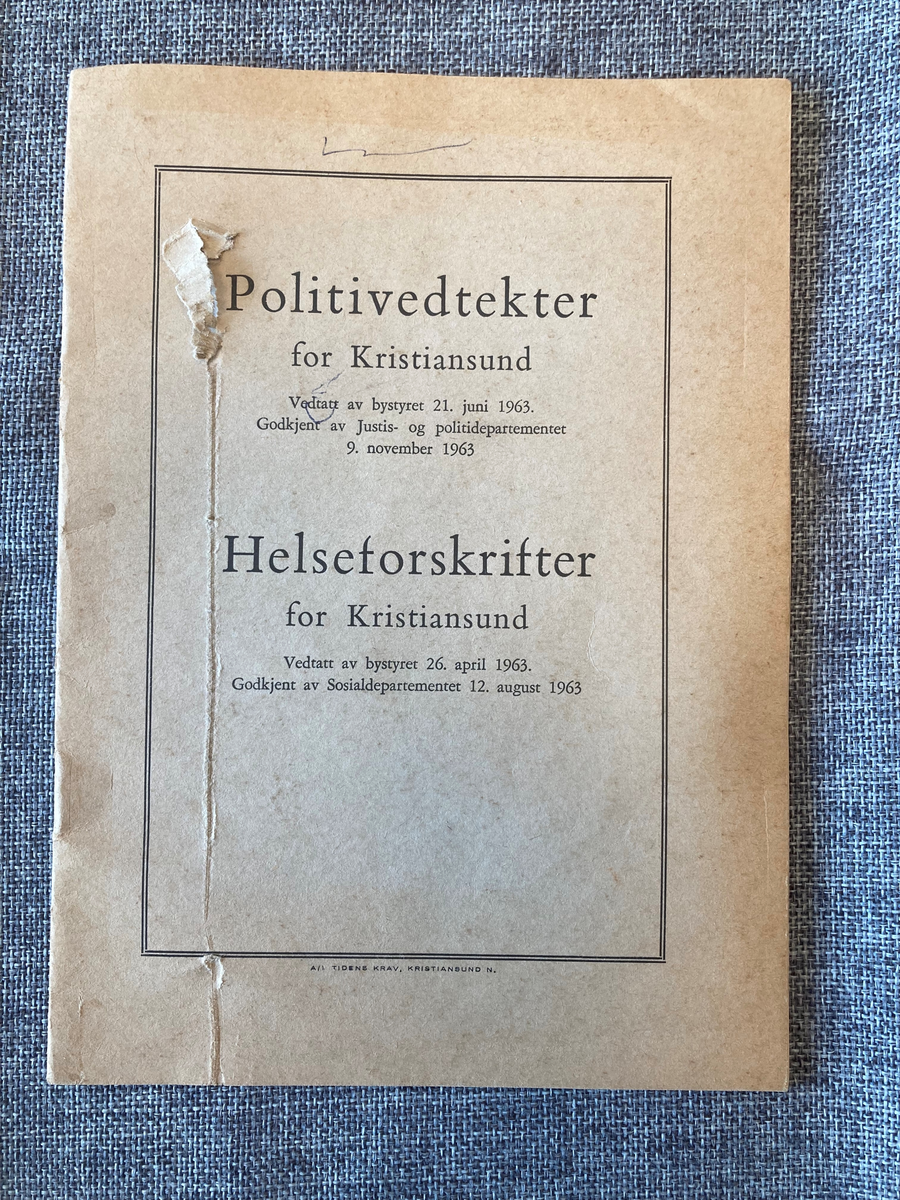 Politivedtekter
for Kristiansund
Vedtatt av bystyret 21. juni 1963.
Godkjent av Justis- og politidepartementet
9. november 1963
Helseforskrifter
for Kristiansund
Vedtatt av bystyret 26. april 1963.
Godkjent av Sosialdepartementet 12. august 1963
A/L TIDENS KRAV, KRISTIANSUND N.